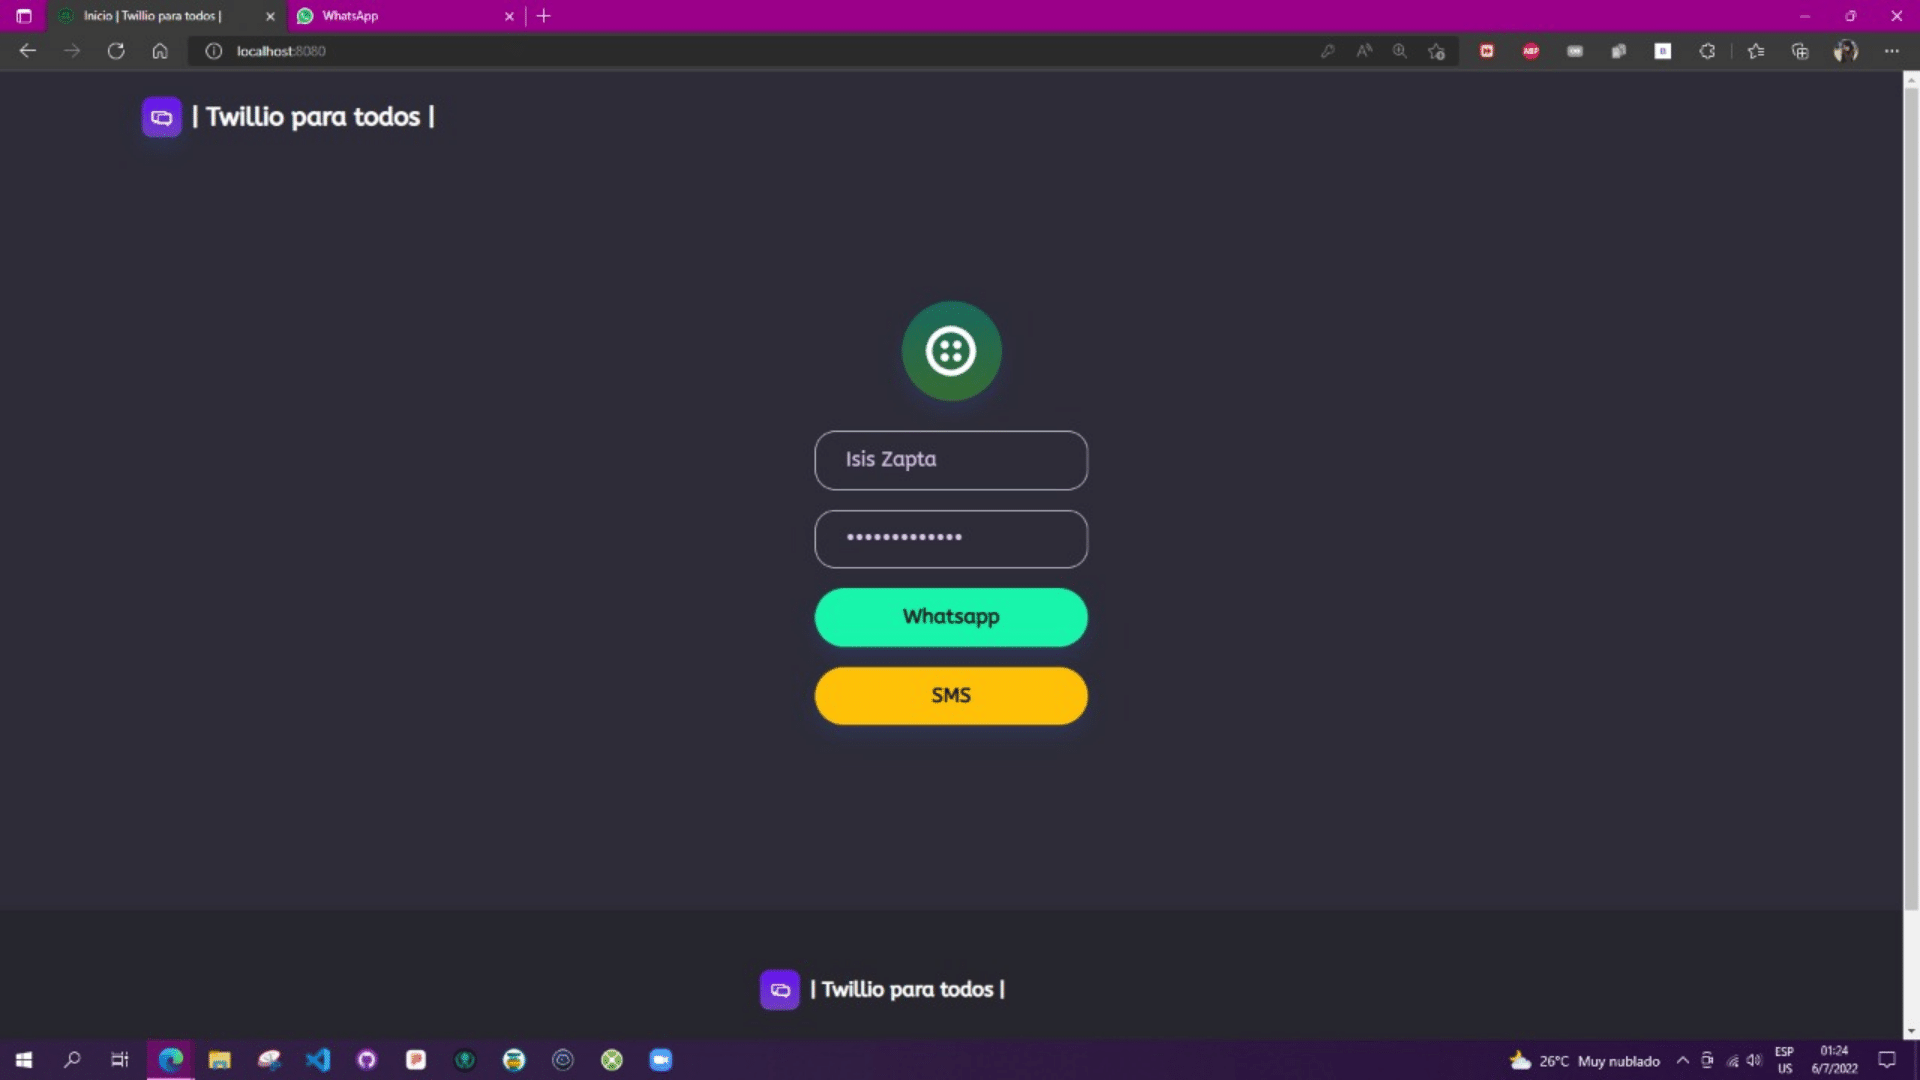 Inicio | Twillio para todos |
WhatsApp
localhost:8080
ABP
| Twillio para todos |
Isis Zapta
•••••••••••••
Whatsapp
SMS
| Twillio para todos |
26°C Muy nublado
ESP
US
01:24
6/7/2022